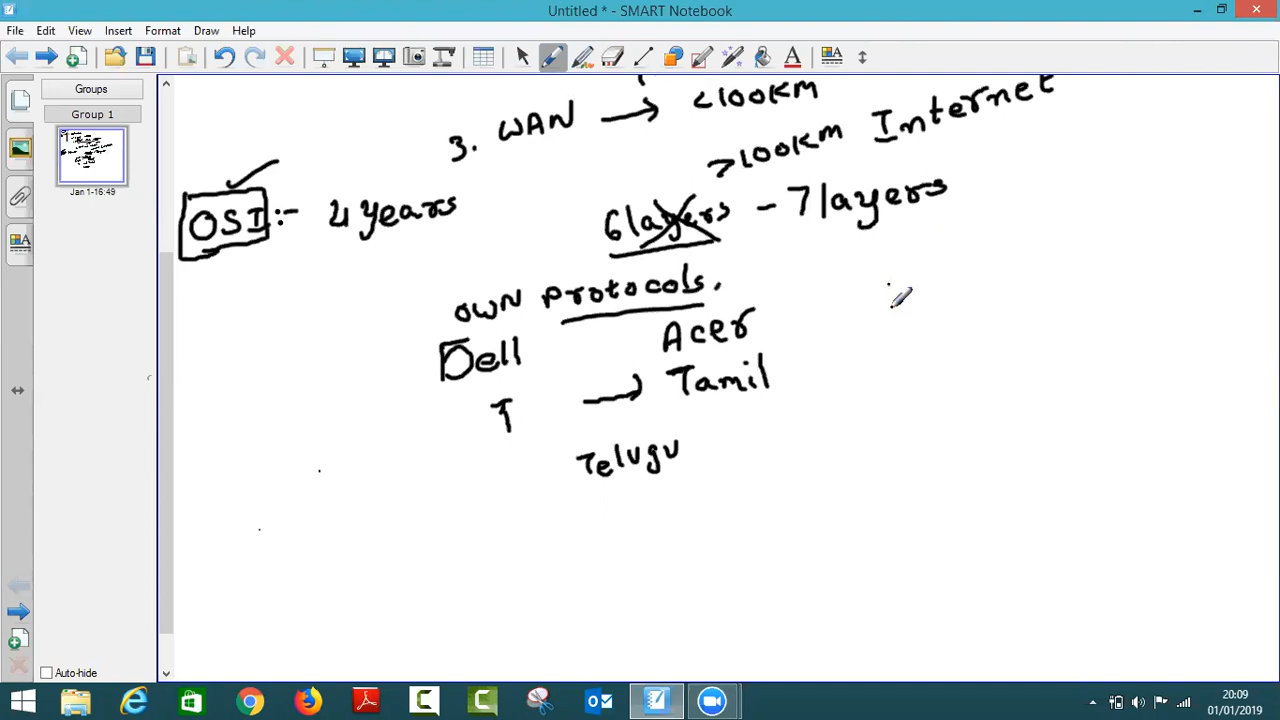 Untitled * - SMART Notebook
File Edit View Insert Format Draw Help
Groups
Group 1
Jan 1-16:49
<100KM
3. WAN →
>100KM Internet
OSI :- 4 years
6 layers - 7 layers
OWN Protocols.
Dell Acer
T → Tamil
Telugu
Auto-hide
20:09
01/01/2019